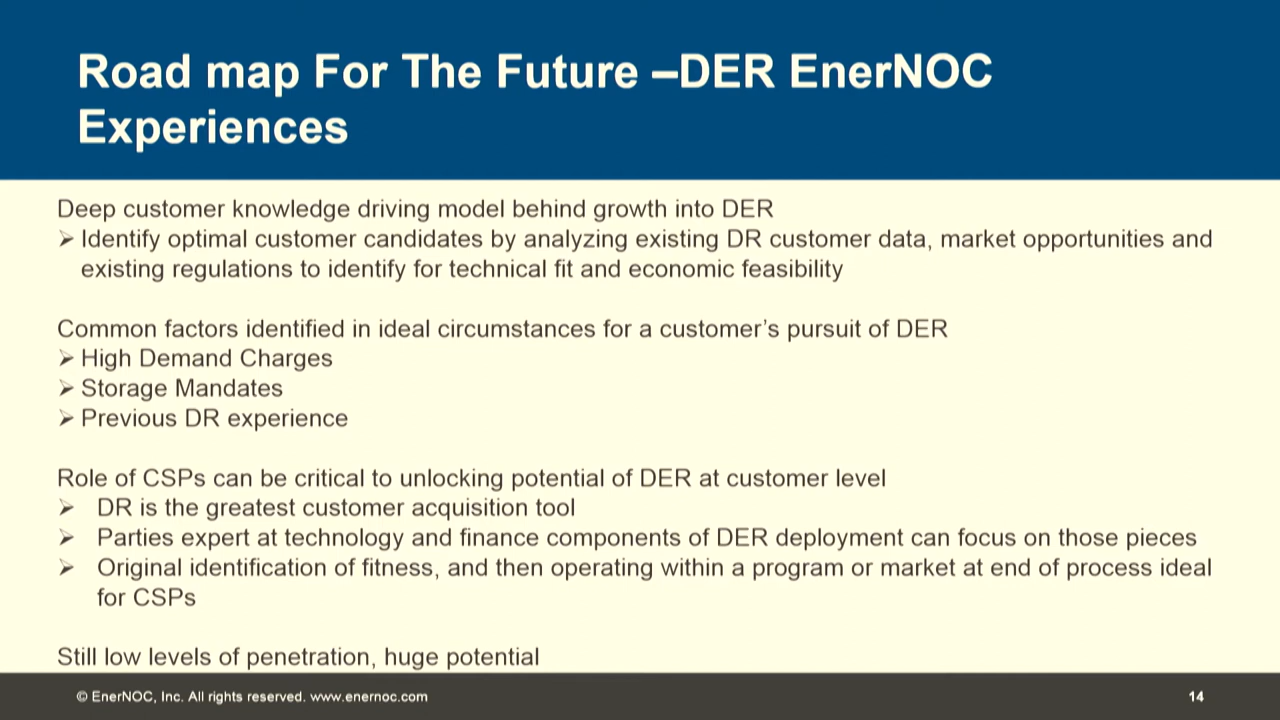 Road map For The Future –DER EnerNOC
Experiences
Deep customer knowledge driving model behind growth into DER
➢ Identify optimal customer candidates by analyzing existing DR customer data, market opportunities and
existing regulations to identify for technical fit and economic feasibility
Common factors identified in ideal circumstances for a customer’s pursuit of DER
➢ High Demand Charges
➢ Storage Mandates
➢ Previous DR experience
Role of CSPs can be critical to unlocking potential of DER at customer level
➢ DR is the greatest customer acquisition tool
➢ Parties expert at technology and finance components of DER deployment can focus on those pieces
➢ Original identification of fitness, and then operating within a program or market at end of process ideal
for CSPs
Still low levels of penetration, huge potential
© EnerNOC, Inc. All rights reserved. www.enernoc.com
14